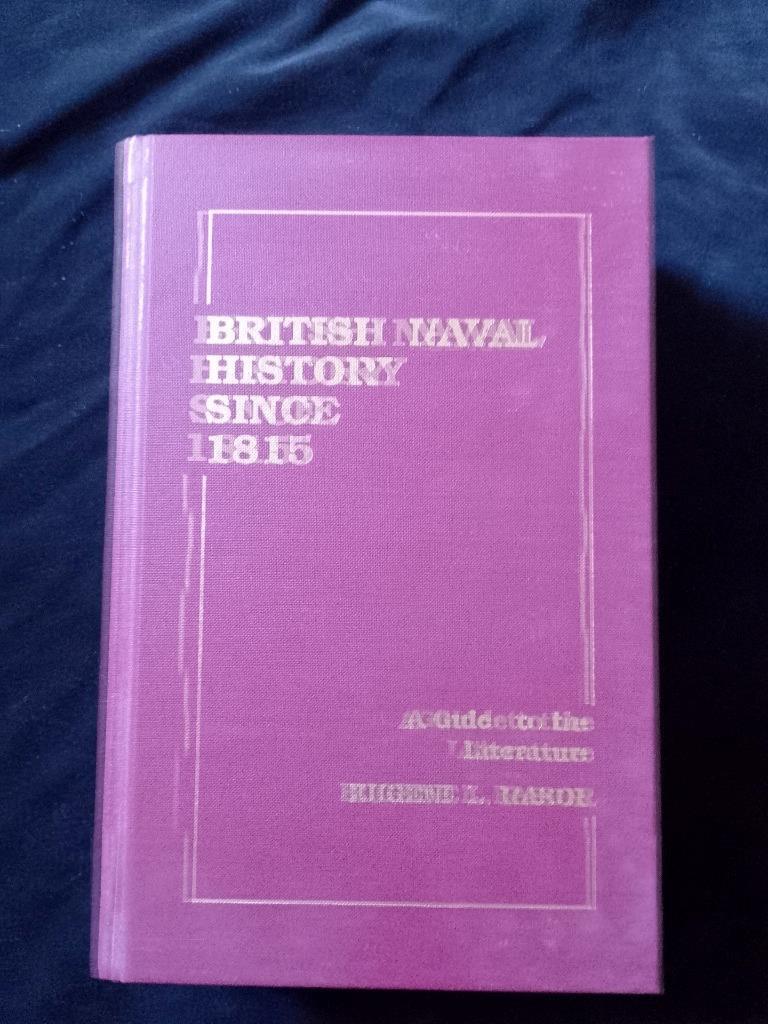 BRITISH NAVAL
HISTORY
SINCE
1815
A Guide to the
Literature
EUGENE L. RASOR